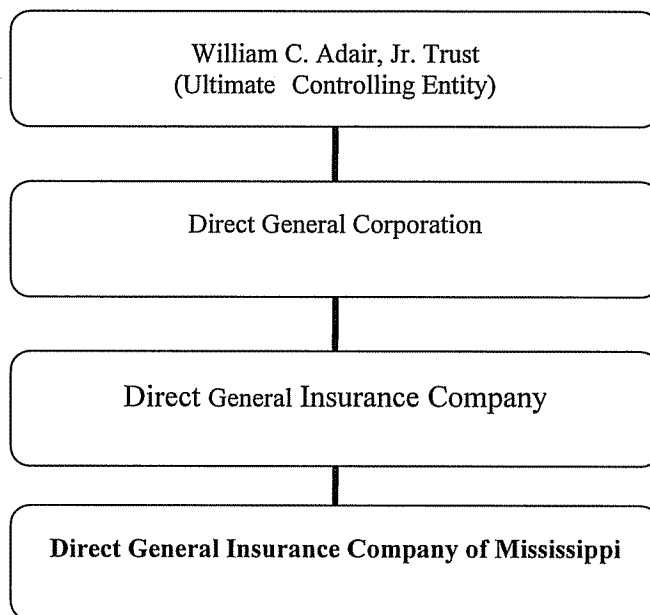 William C. Adair, Jr. Trust
(Ultimate Controlling Entity)
Direct General Corporation
Direct General Insurance Company
Direct General Insurance Company of Mississippi